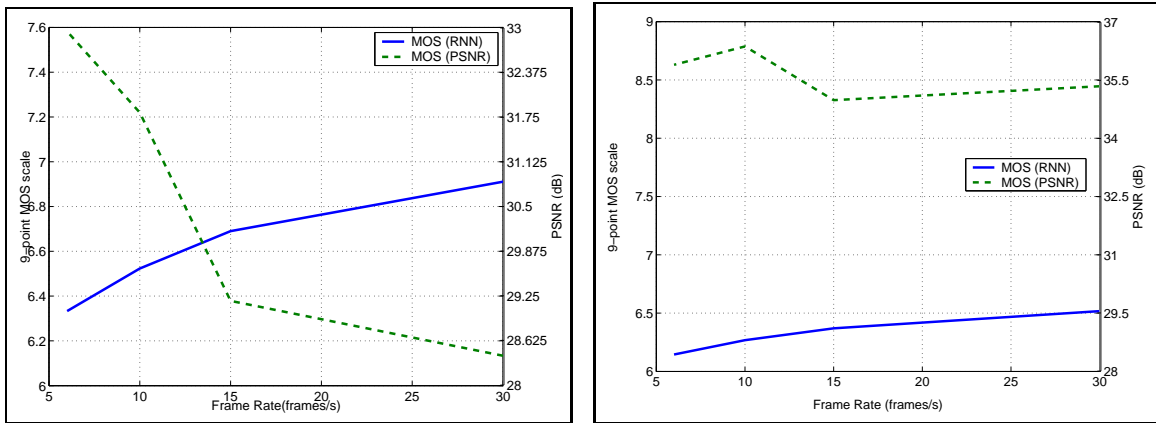 7.6
7.4
7.2
7
6.8
6.6
6.4
6.2
6
9−point MOS scale
MOS (RNN)
MOS (PSNR)
33
32.375
31.75
31.125
30.5
29.875
29.25
28.625
28
PSNR (dB)
5 10 15 20 25 30
Frame Rate(frames/s)
9
8.5
8
7.5
7
6.5
6
9−point MOS scale
MOS (RNN)
MOS (PSNR)
37
35.5
34
32.5
31
29.5
28
PSNR (dB)
5 10 15 20 25 30
Frame Rate (frames/s)